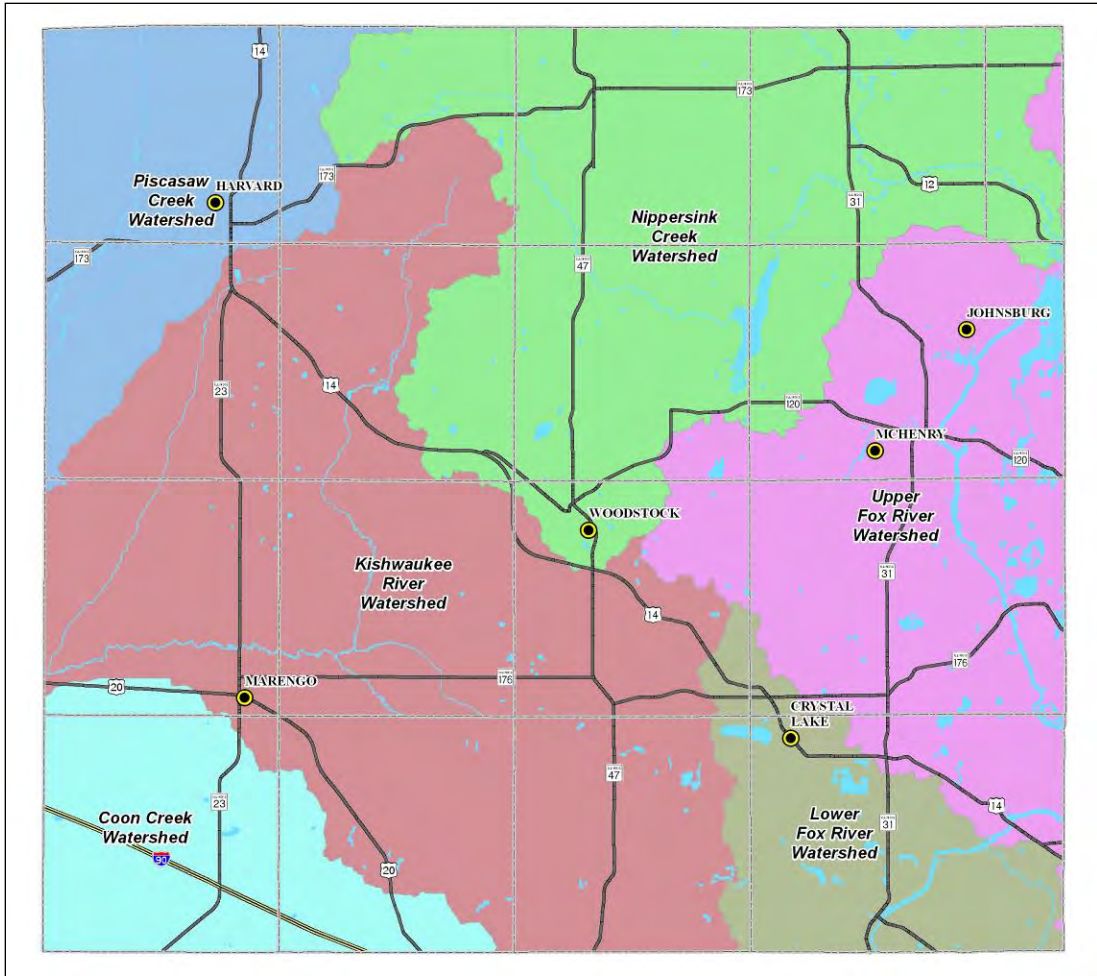 14
173
173
Piscasaw
Creek
Watershed
HARVARD
12
31
Nippersink
Creek
Watershed
173
47
JOHNSBURG
14
23
120
MCHENRY
120
Upper
Fox River
Watershed
WOODSTOCK
Kishwaukee
River
Watershed
31
14
176
20
MARENGO
176
CRYSTAL
LAKE
47
23
14
Coon Creek
Watershed
90
Lower
Fox River
Watershed
31
20